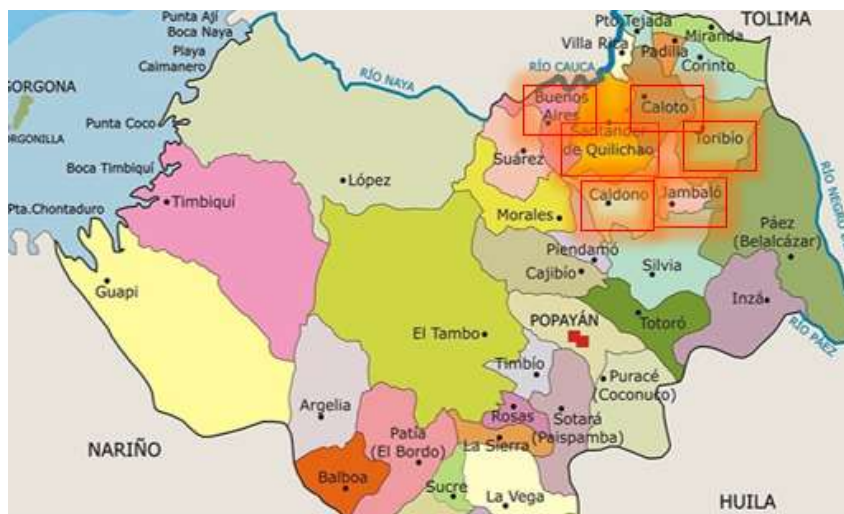 Punta Ají
Boca Naya
Playa
Caimanero
GORGONA
ORGONILLA
Punta Coco
Boca Timbiquí
Pta.Chontaduro
RÍO NAYA
RÍO CAUCA
Pto Tejada
Villa Rica
Padilla
Miranda
Corinto
TOLIMA
Buenos
Aires
Caloto
Santander
de Quilichao
Toribío
Suárez
López
Timbiquí
Morales
Caldono
Jambaló
Páez
(Belalcázar)
Piendamó
Cajibío
Silvia
Inzá
Guapi
El Tambo
POPAYÁN
Totoró
RÍO PÁEZ
Timbío
Puracé
(Coconuco)
Argelia
Rosas
Sotará
(Paispamba)
Patía
(El Bordo)
La Sierra
NARIÑO
Balboa
Sucre
La Vega
HUILA